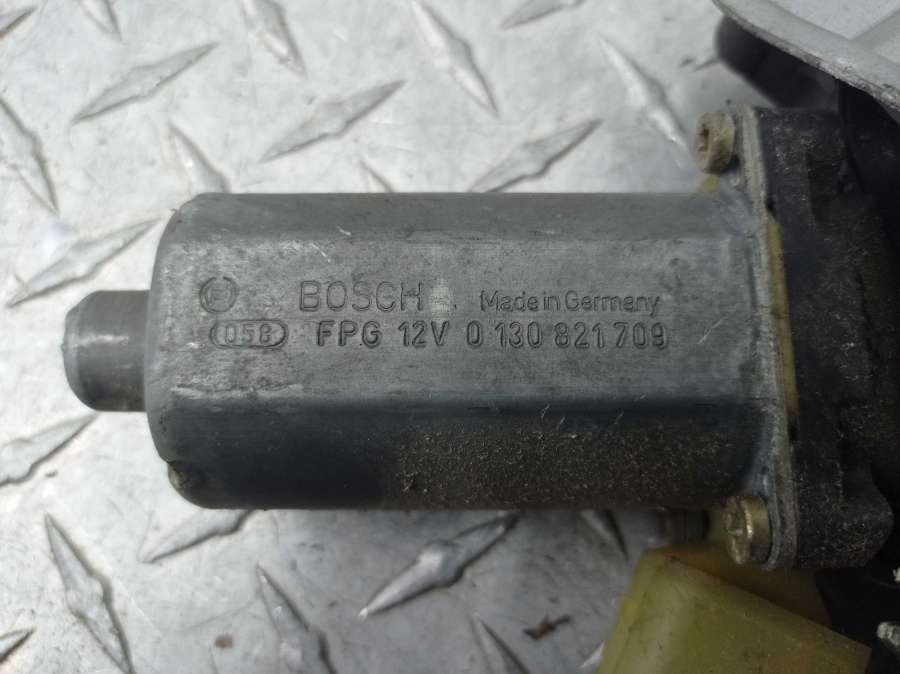 BOSCH Made in Germany
058 FPG 12V 0 130 821 709